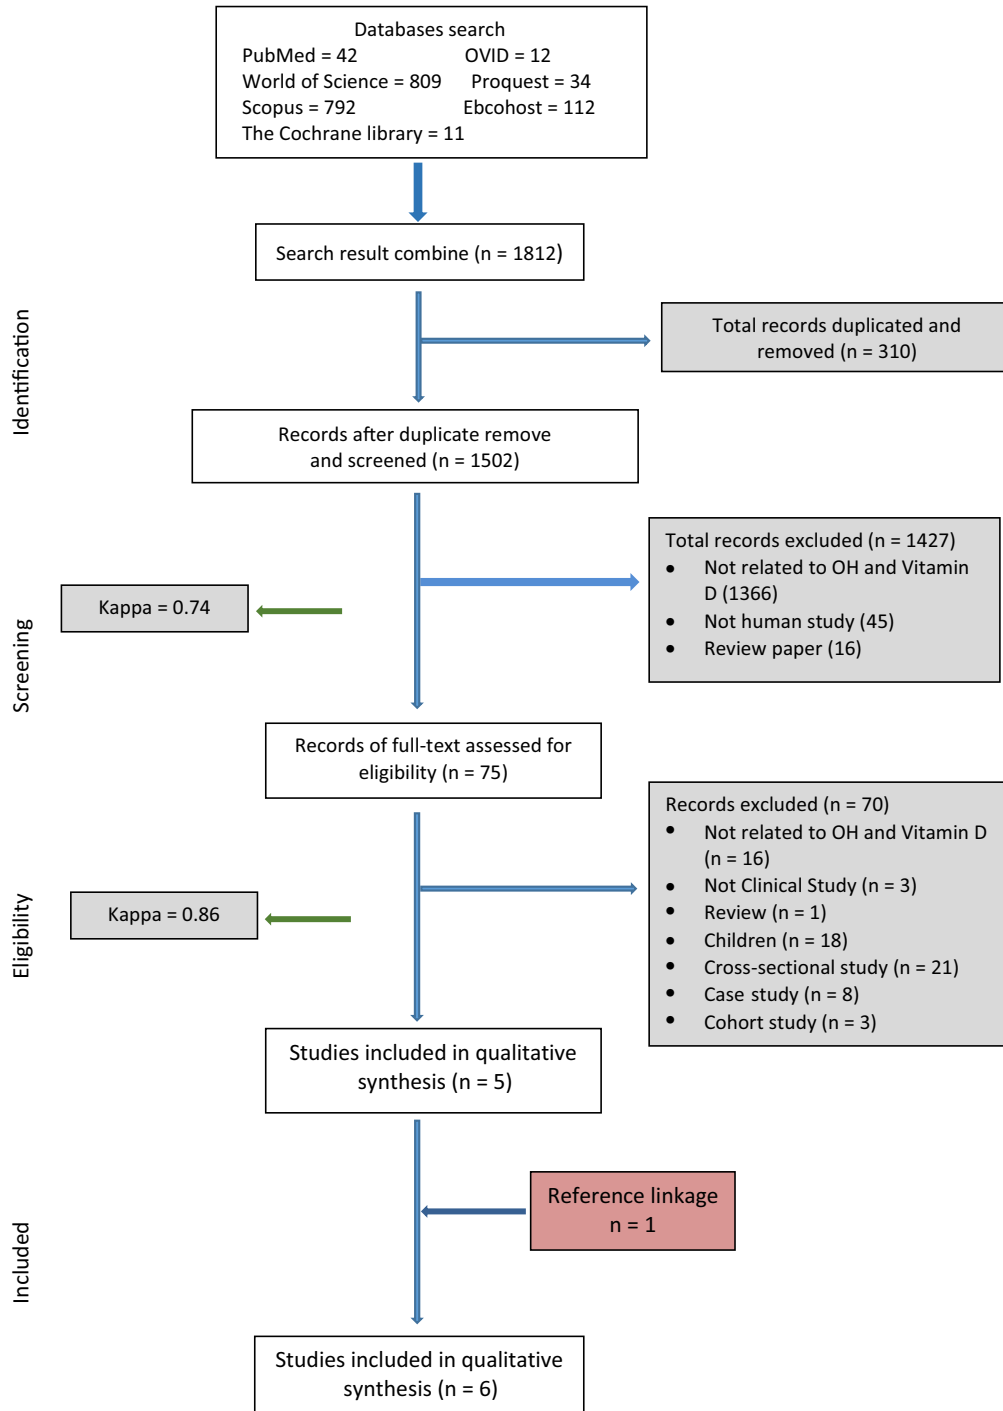 Databases search
PubMed = 42 OVID = 12
World of Science = 809 Proquest = 34
Scopus = 792 Ebcohost = 112
The Cochrane library = 11
Search result combine (n = 1812)
Identification
Total records duplicated and
removed (n = 310)
Records after duplicate remove
and screened (n = 1502)
Screening
Total records excluded (n = 1427)
• Not related to OH and Vitamin
D (1366)
• Not human study (45)
• Review paper (16)
Kappa = 0.74
Records of full-text assessed for
eligibility (n = 75)
Eligibility
Records excluded (n = 70)
• Not related to OH and Vitamin D
(n = 16)
• Not Clinical Study (n = 3)
• Review (n = 1)
• Children (n = 18)
• Cross-sectional study (n = 21)
• Case study (n = 8)
• Cohort study (n = 3)
Kappa = 0.86
Studies included in qualitative
synthesis (n = 5)
Included
Reference linkage
n = 1
Studies included in qualitative
synthesis (n = 6)